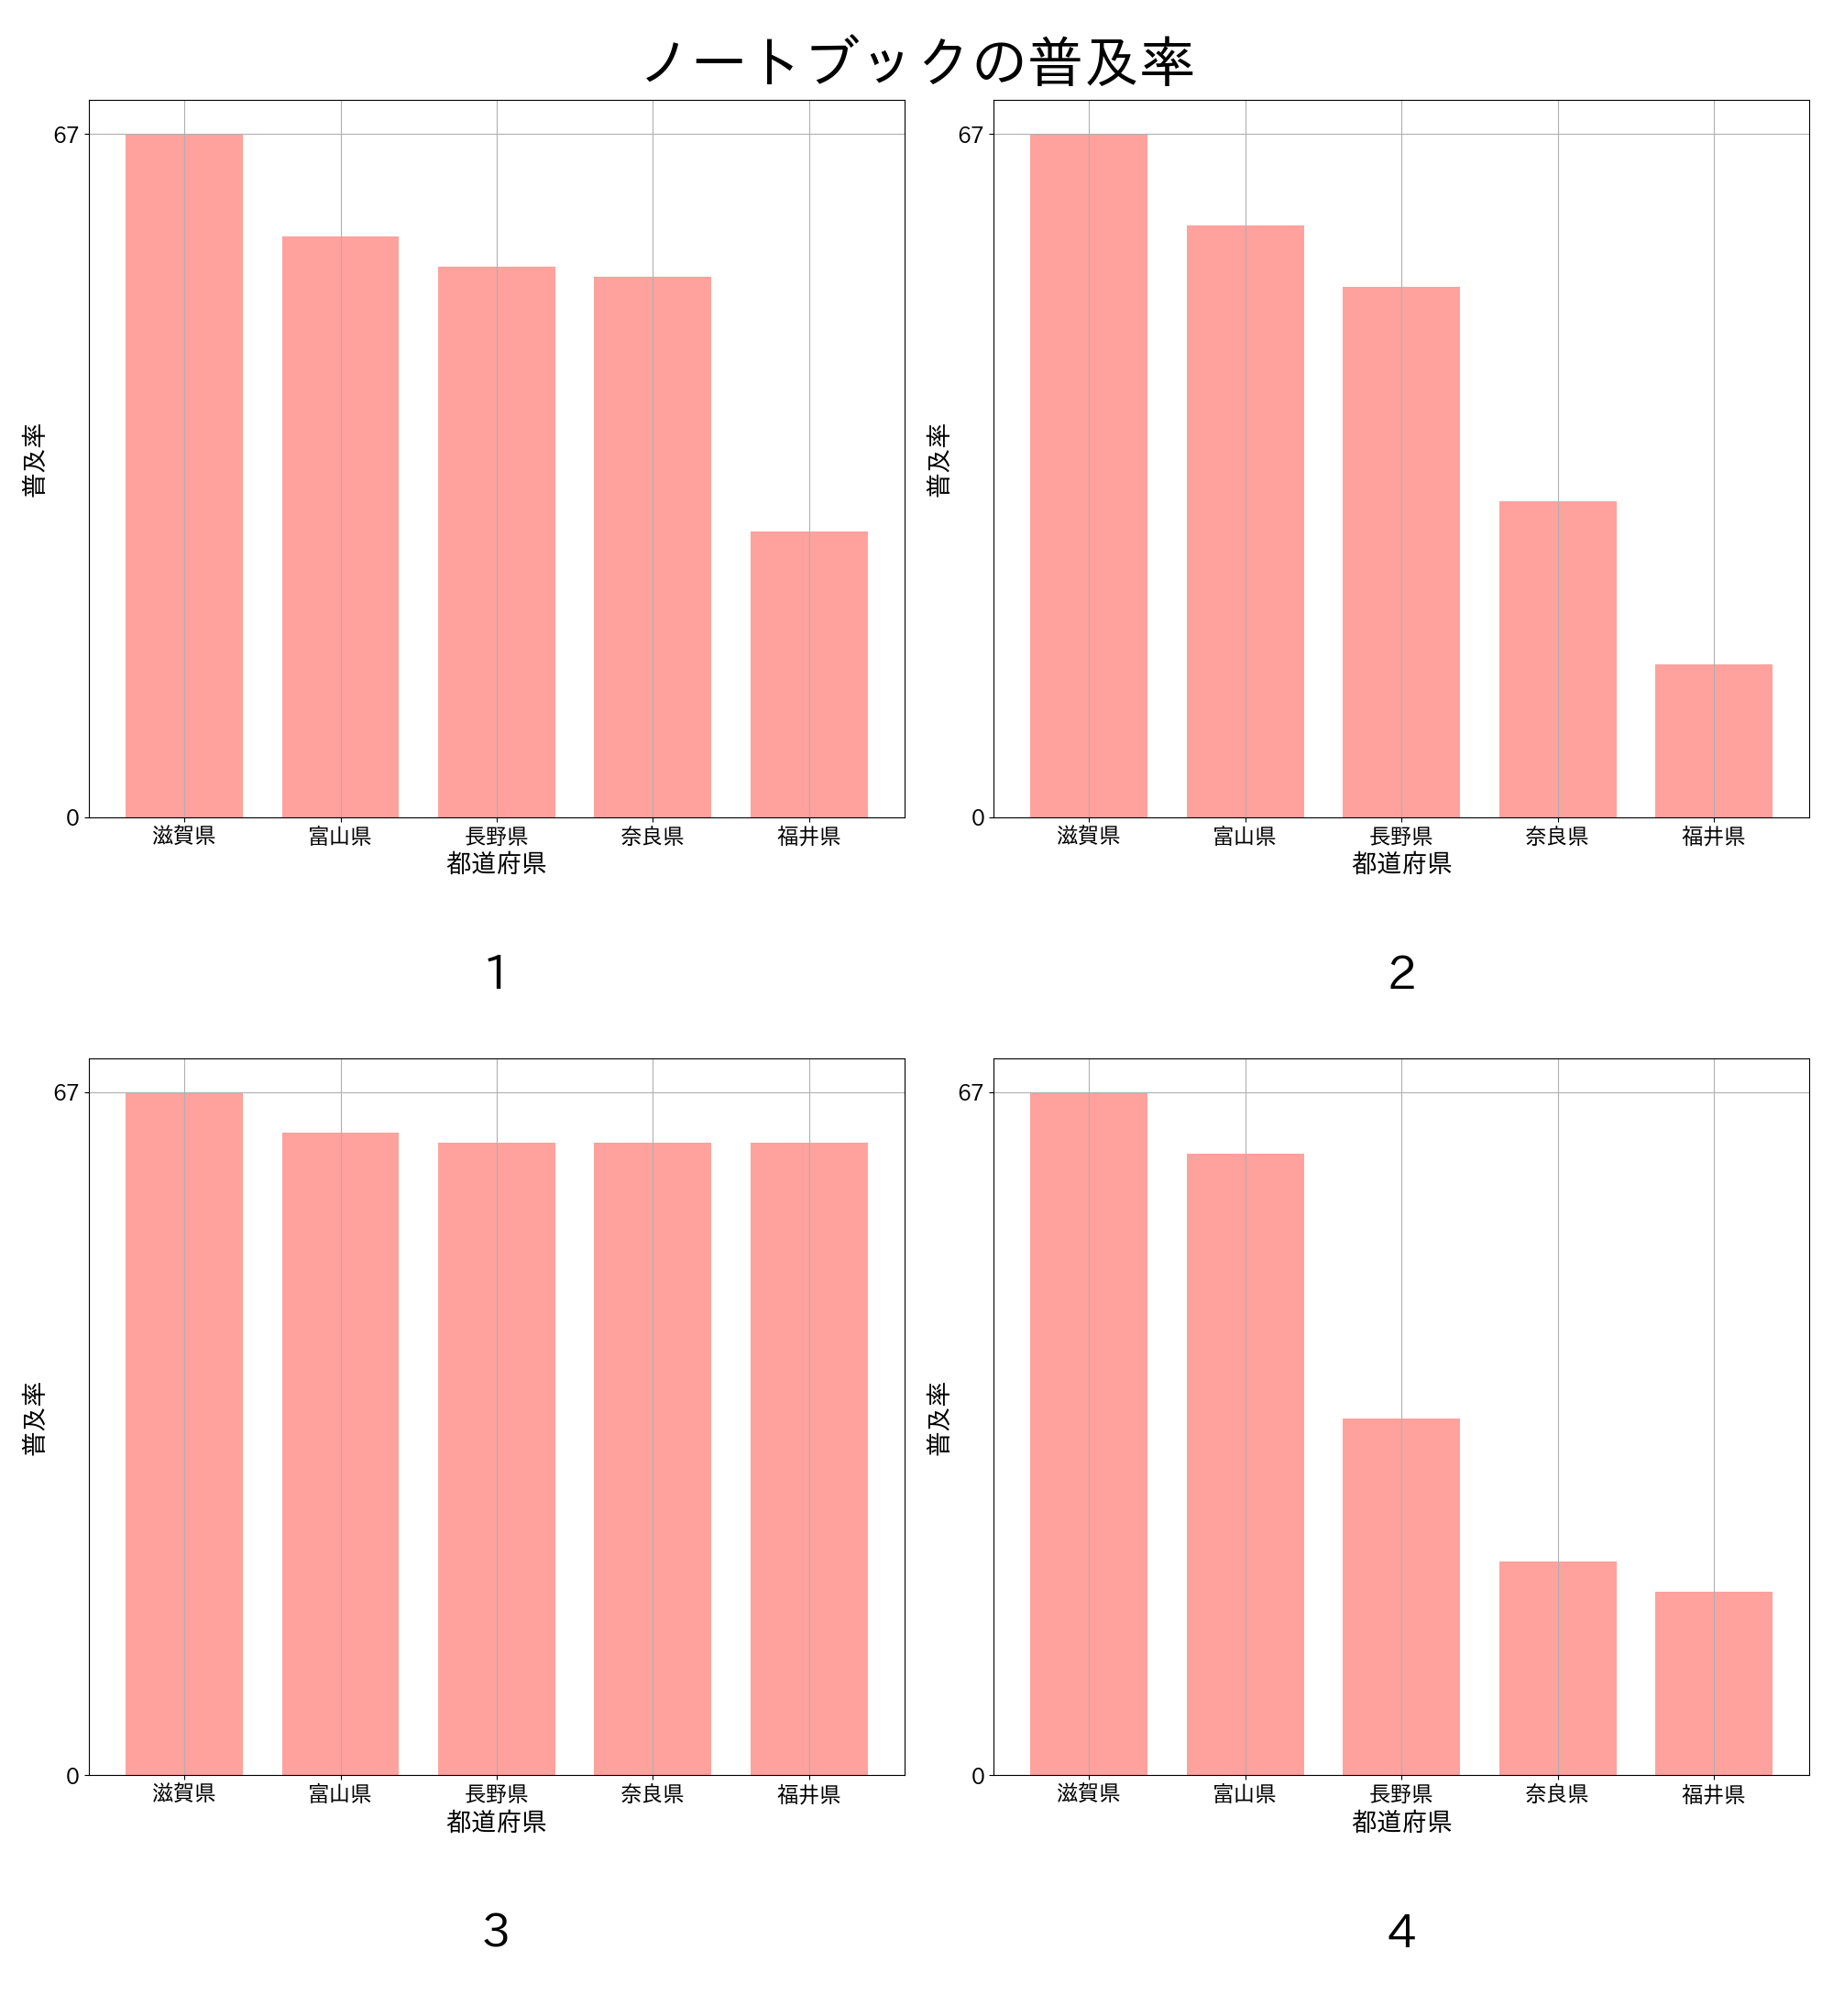 ノートブックの普及率
67
0
普及率
滋賀県 富山県 長野県 奈良県 福井県
都道府県
1
67
0
普及率
滋賀県 富山県 長野県 奈良県 福井県
都道府県
2
67
0
普及率
滋賀県 富山県 長野県 奈良県 福井県
都道府県
3
67
0
普及率
滋賀県 富山県 長野県 奈良県 福井県
都道府県
4